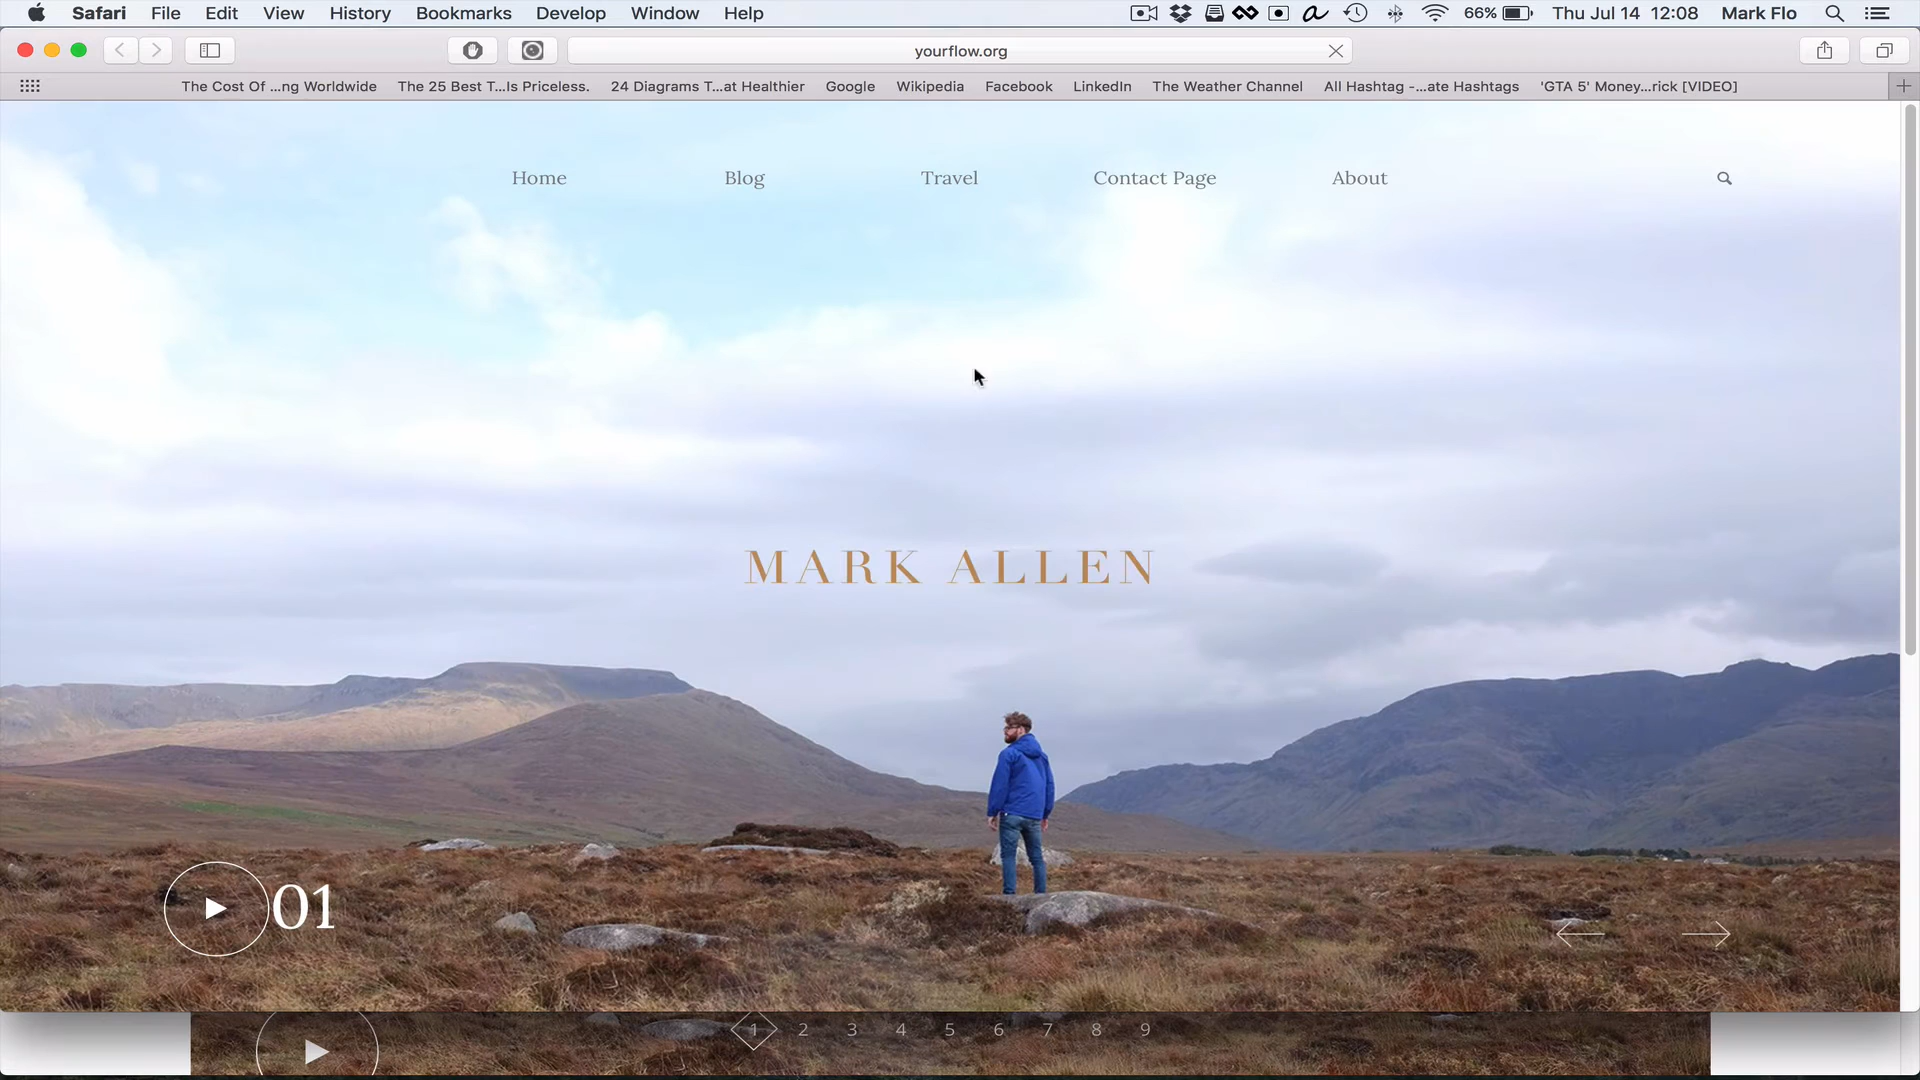 Safari File Edit View History Bookmarks Develop Window Help 66% Thu Jul 14 12:08 Mark Flo
yourflow.org
The Cost Of ...ng Worldwide The 25 Best T...Is Priceless. 24 Diagrams T...at Healthier Google Wikipedia Facebook LinkedIn The Weather Channel All Hashtag -...ate Hashtags 'GTA 5' Money...rick [VIDEO]
Home Blog Travel Contact Page About
MARK ALLEN
01
1 2 3 4 5 6 7 8 9